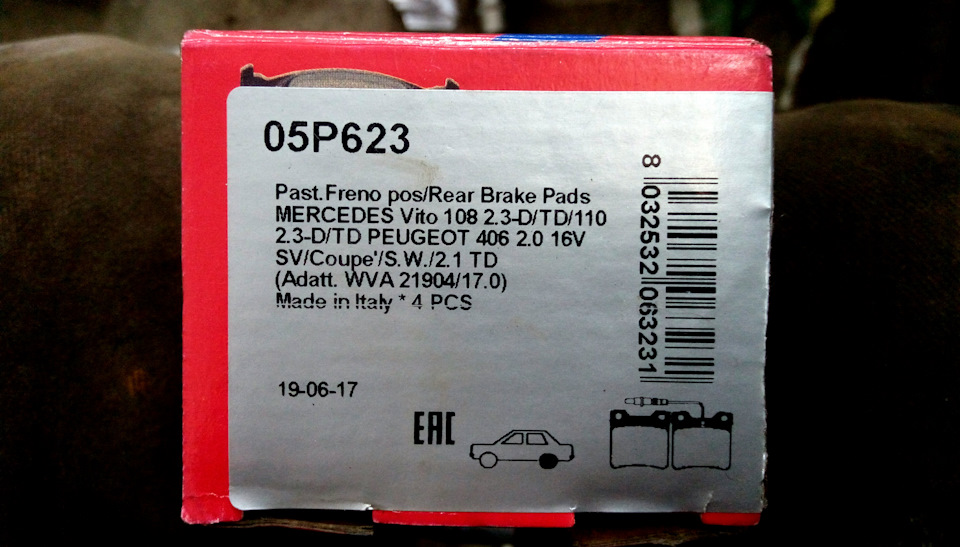 05P623
Past.Freno pos/Rear Brake Pads
MERCEDES Vito 108 2.3-D/TD/110
2.3-D/TD PEUGEOT 406 2.0 16V
SV/Coupe'/S.W./2.1 TD
(Adatt. WVA 21904/17.0)
Made in Italy * 4 PCS
19-06-17
EAC
8 032532 063231